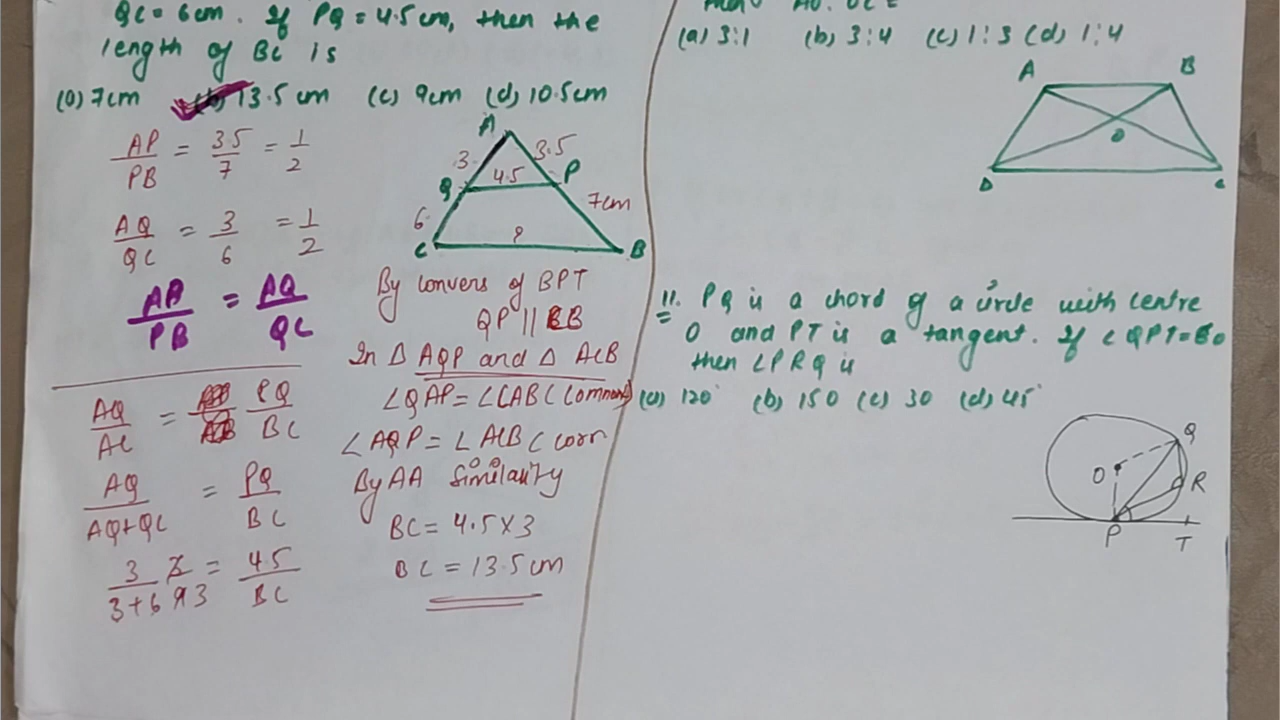 QC = 6cm. If PQ = 4.5 cm, then the
length of BC is
(a) 7cm (b) 13.5 cm (c) 9cm (d) 10.5cm
AP/PB = 3.5/7 = 1/2
AQ/QC = 3/6 = 1/2
AP/PB = AQ/QC
A
3
3.5
4.5
Q
P
6
7cm
C
?
B
By convers of BPT
QP || CB
In Δ AQP and Δ ACB
∠QAP = ∠CAB (common)
∠AQP = ∠ACB (corn
By AA Similarity
BC = 4.5 × 3
BC = 13.5 cm
AQ/AC = PQ/BC
AQ/AQ+QC = PQ/BC
3/3+6 = 4.5/BC
(a) 3:1 (b) 3:4 (c) 1:3 (d) 1:4
A
B
O
D
C
11. PQ is a chord of a circle with centre
O and PT is a tangent. If ∠QPT = 60
then ∠PRQ is
(a) 120° (b) 150 (c) 30 (d) 45°
Q
O
R
P
T